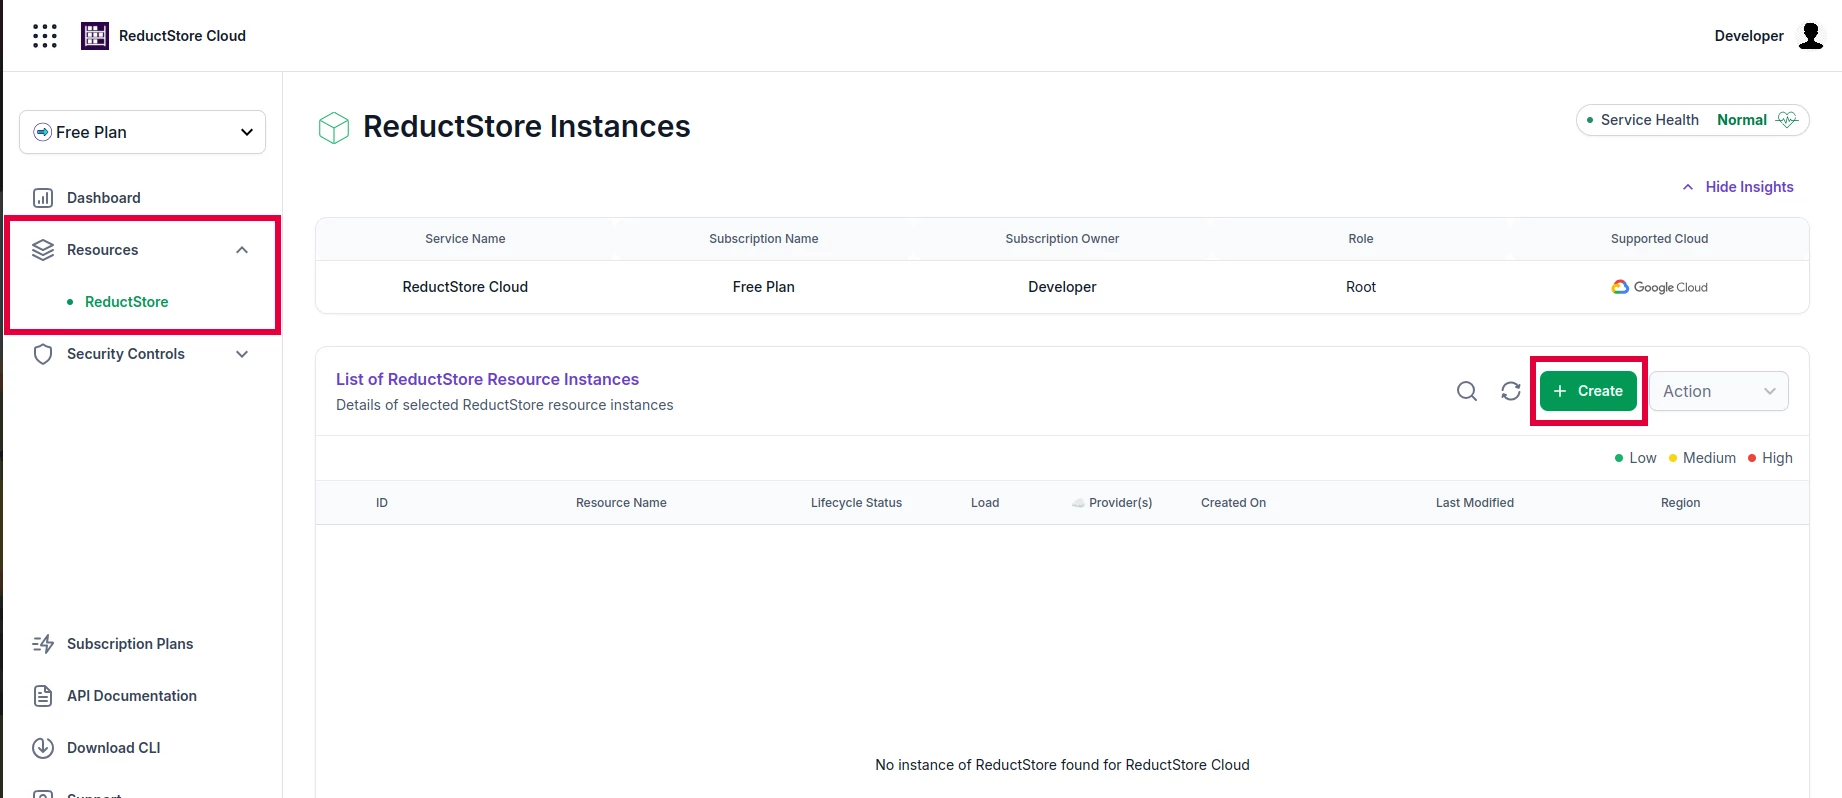 ReductStore Cloud
Developer
Free Plan
Dashboard
Resources
ReductStore
Security Controls
Subscription Plans
API Documentation
Download CLI
Support
ReductStore Instances
Service Health Normal
Hide Insights
Service Name Subscription Name Subscription Owner Role Supported Cloud
ReductStore Cloud Free Plan Developer Root Google Cloud
List of ReductStore Resource Instances
Details of selected ReductStore resource instances
+ Create
Action
Low Medium High
ID Resource Name Lifecycle Status Load Provider(s) Created On Last Modified Region
No instance of ReductStore found for ReductStore Cloud